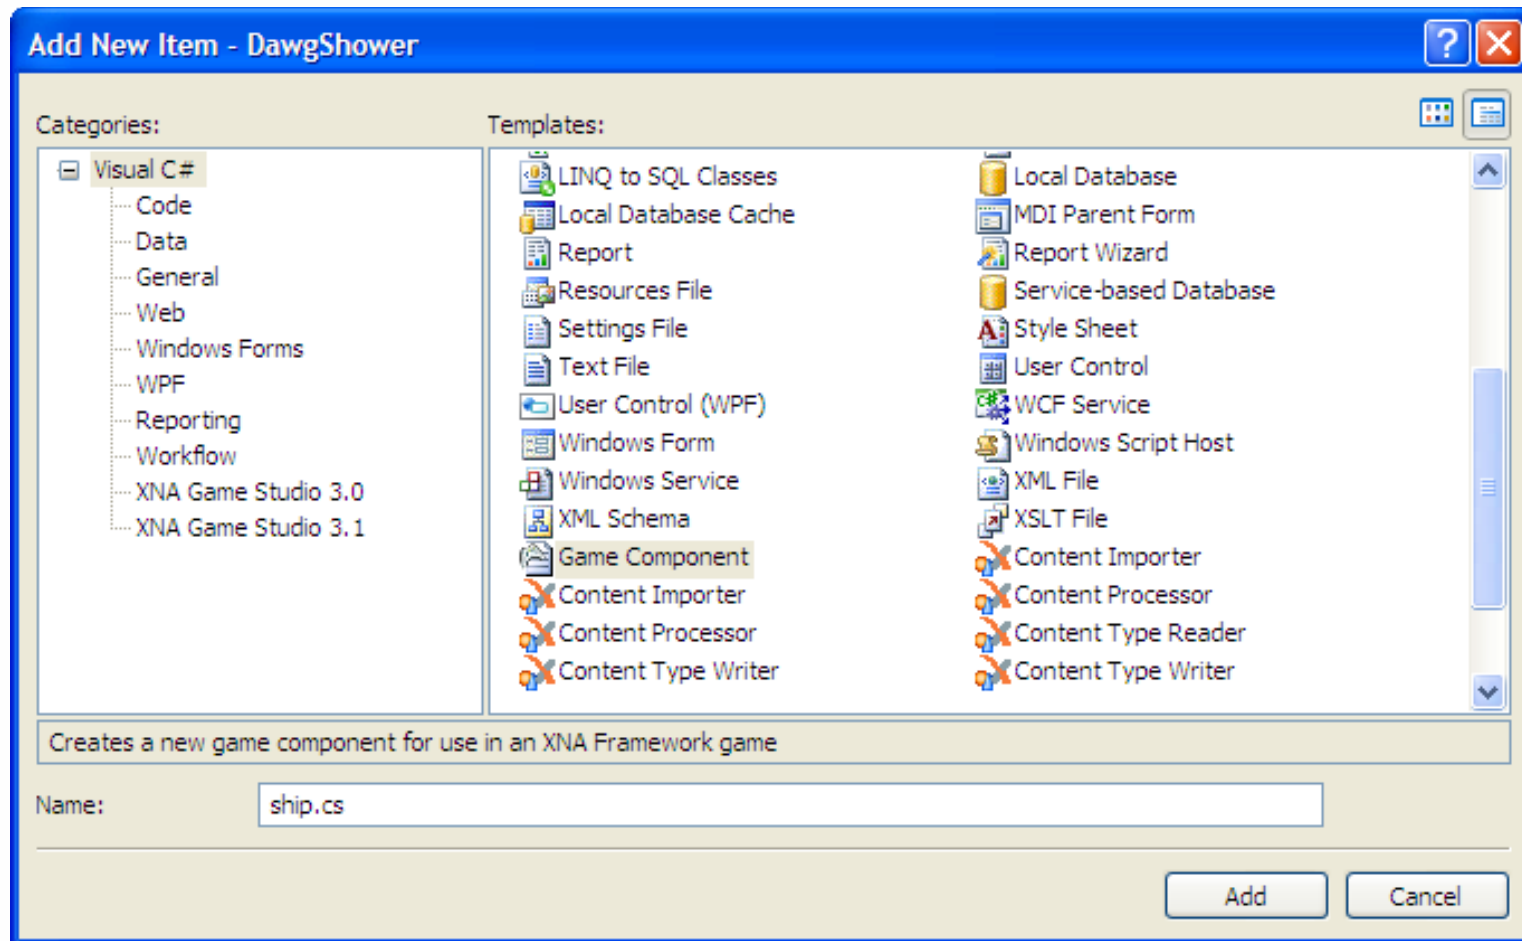 Add New Item - DawgShower
Categories:
Templates:
Visual C#
Code
Data
General
Web
Windows Forms
WPF
Reporting
Workflow
XNA Game Studio 3.0
XNA Game Studio 3.1
LINQ to SQL Classes
Local Database
Local Database Cache
MDI Parent Form
Report
Report Wizard
Resources File
Service-based Database
Settings File
Style Sheet
Text File
User Control
User Control (WPF)
WCF Service
Windows Form
Windows Script Host
Windows Service
XML File
XML Schema
XSLT File
Game Component
Content Importer
Content Importer
Content Processor
Content Processor
Content Type Reader
Content Type Writer
Content Type Writer
Creates a new game component for use in an XNA Framework game
Name:
ship.cs
Add
Cancel